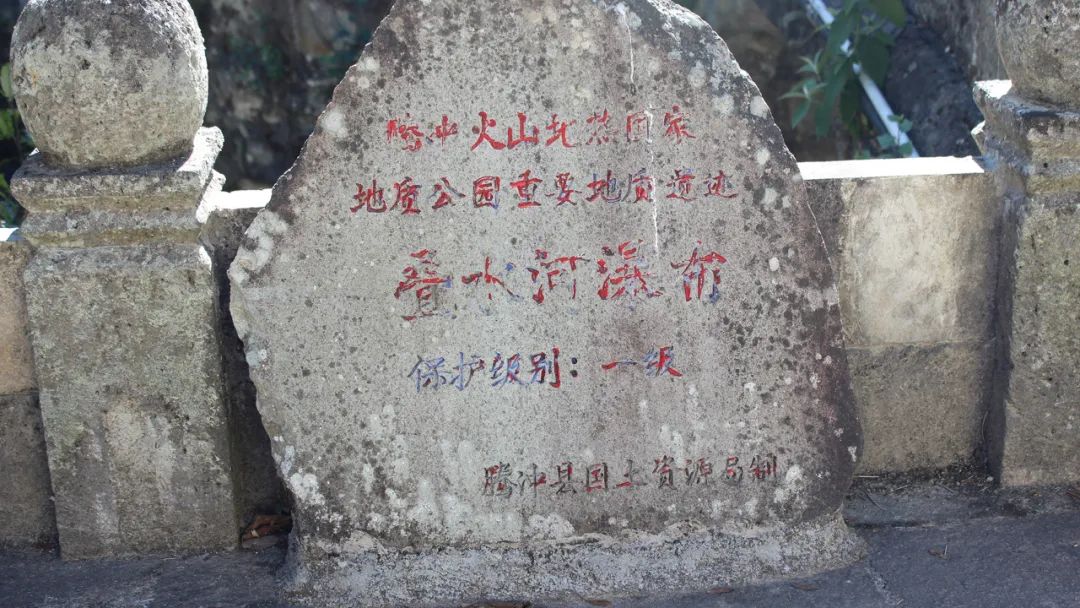 腾冲火山地热国家
地质公园重要地质遗迹
叠水河瀑布
保护级别：一级
腾冲县国土资源局制